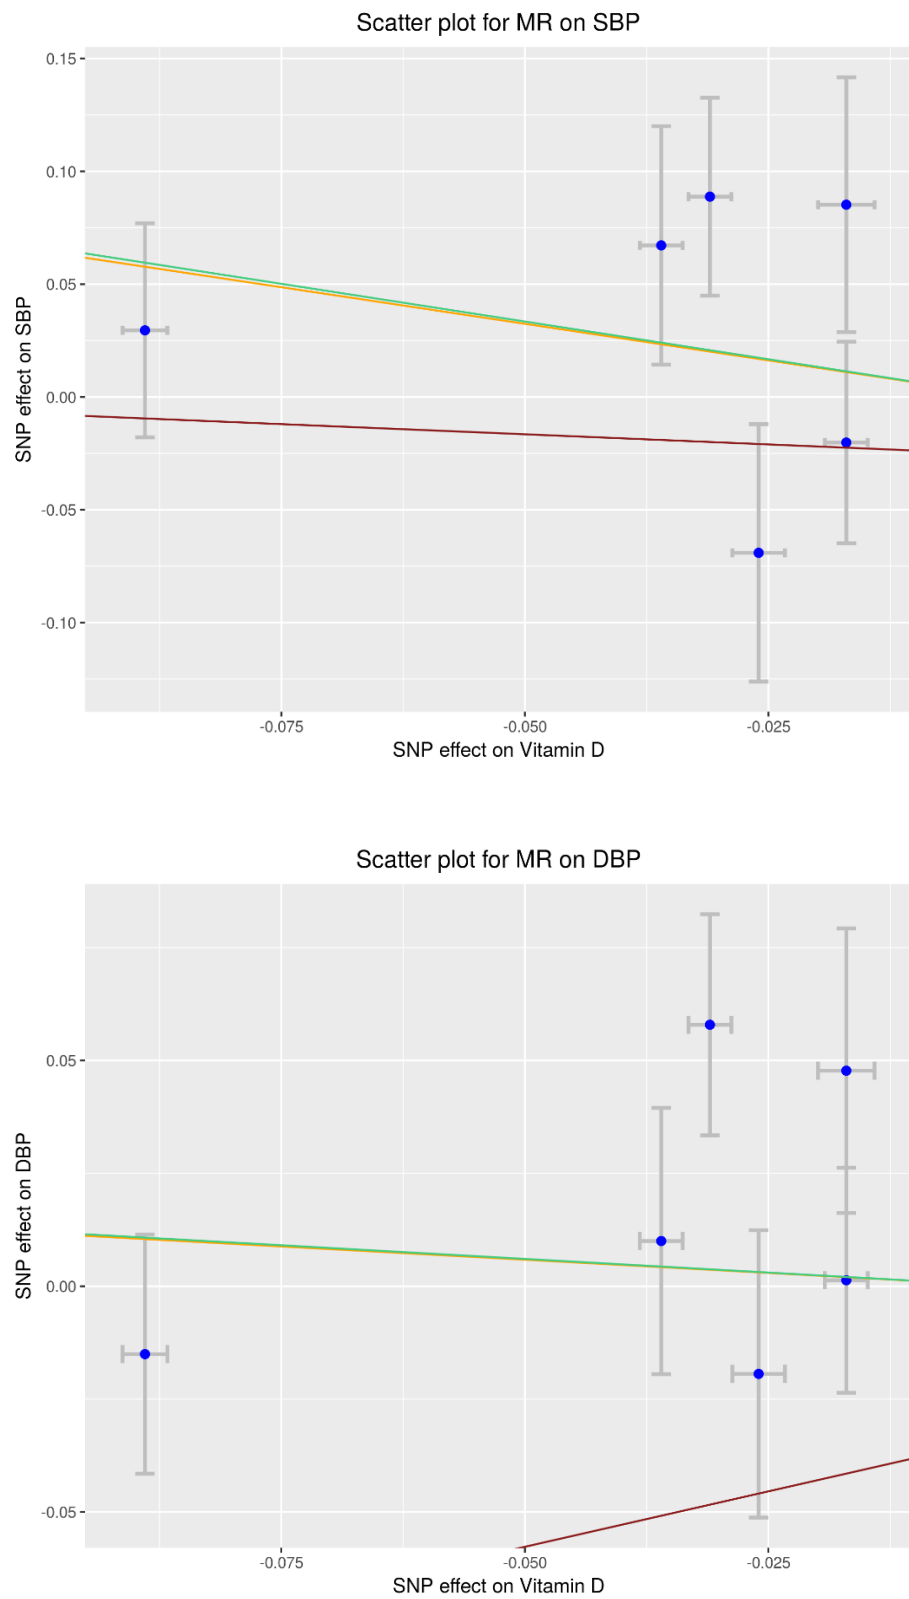 Scatter plot for MR on SBP
0.15
0.10
0.05
0.00
-0.05
-0.10
SNP effect on SBP
-0.075
-0.050
-0.025
SNP effect on Vitamin D
Scatter plot for MR on DBP
0.05
0.00
-0.05
SNP effect on DBP
-0.075
-0.050
-0.025
SNP effect on Vitamin D